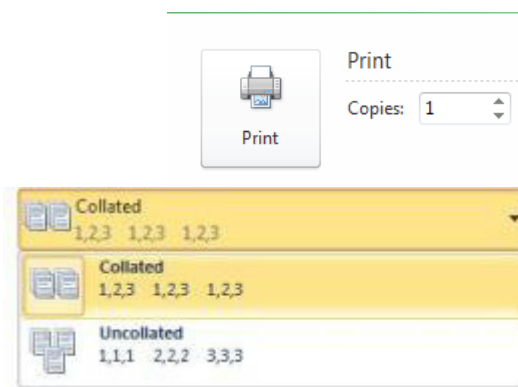 Print
Copies: 1
Print
Collated
1,2,3 1,2,3 1,2,3
Collated
1,2,3 1,2,3 1,2,3
Uncollated
1,1,1 2,2,2 3,3,3